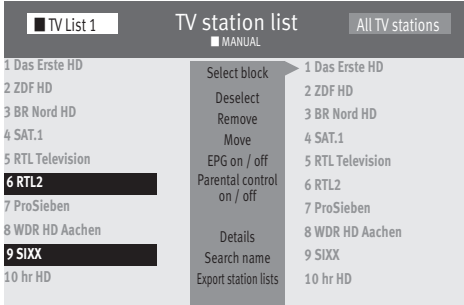 TV List 1
TV station list
MANUAL
All TV stations
1 Das Erste HD
2 ZDF HD
3 BR Nord HD
4 SAT.1
5 RTL Television
6 RTL2
7 ProSieben
8 WDR HD Aachen
9 SIXX
10 hr HD
Select block
Deselect
Remove
Move
EPG on / off
Parental control
on / off
Details
Search name
Export station lists
1 Das Erste HD
2 ZDF HD
3 BR Nord HD
4 SAT.1
5 RTL Television
6 RTL2
7 ProSieben
8 WDR HD Aachen
9 SIXX
10 hr HD